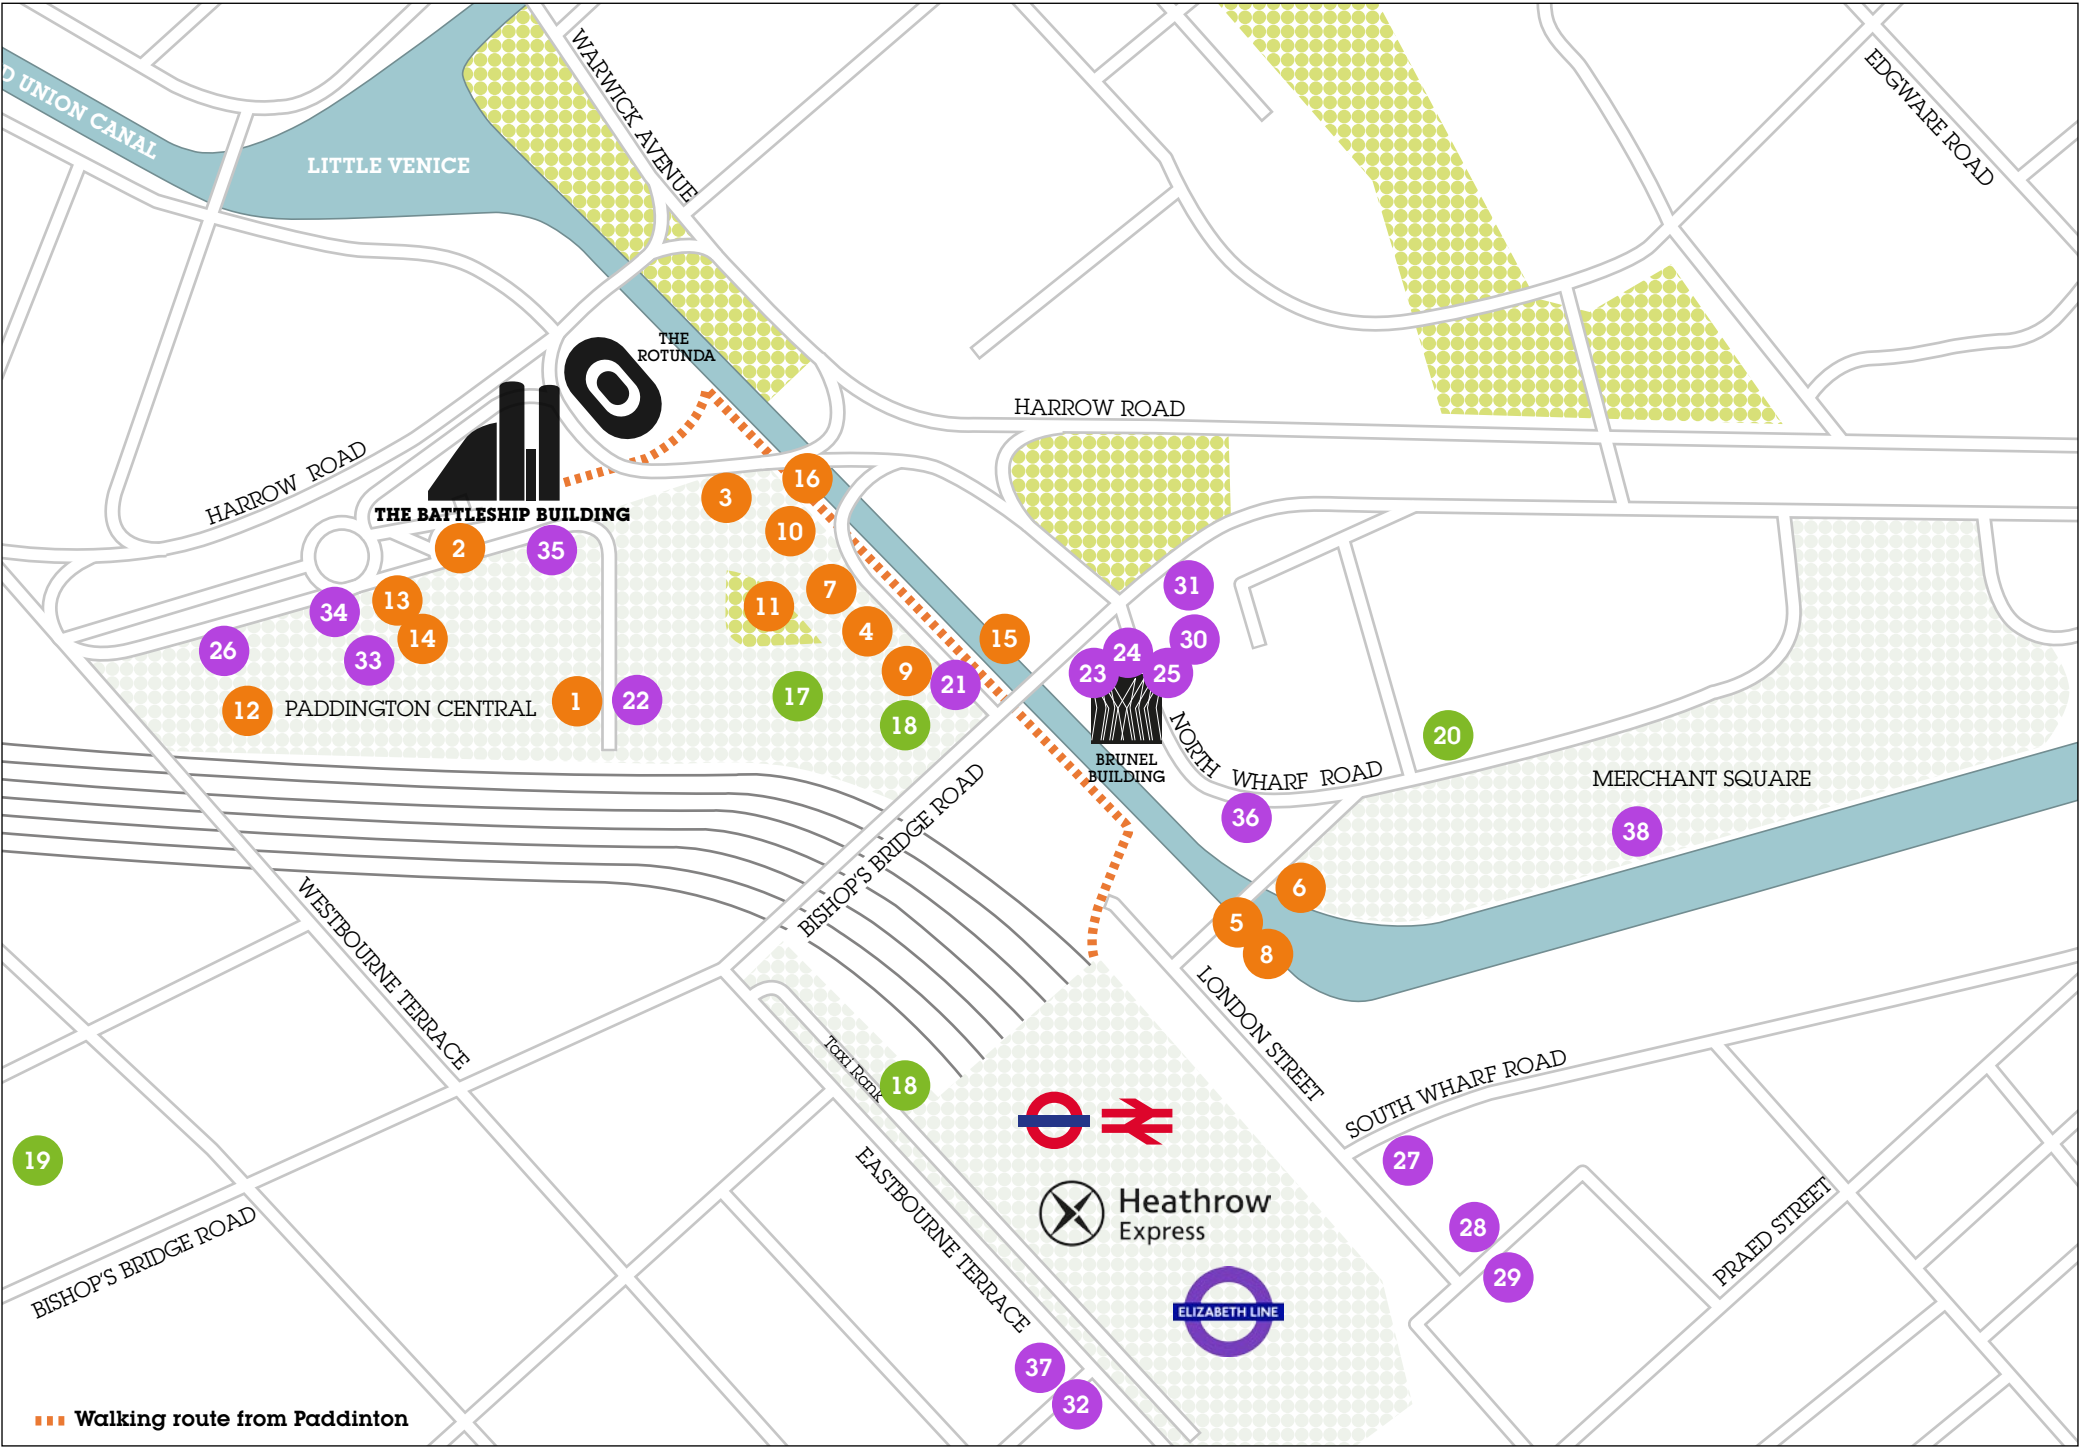 WARWICK AVENUE
EDGWARE ROAD
D UNION CANAL
LITTLE VENICE
THE
ROTUNDA
HARROW ROAD
HARROW ROAD
THE BATTLESHIP BUILDING
16
3
10
2
35
31
7
13
11
34
4
14
15
30
26
33
24
9
23
25
21
17
1
22
12
PADDINGTON CENTRAL
18
20
NORTH WHARF ROAD
BRUNEL
BUILDING
MERCHANT SQUARE
36
38
BISHOP'S BRIDGE ROAD
6
5
8
WESTBOURNE TERRACE
LONDON STREET
Taxi Rank
18
SOUTH WHARF ROAD
19
27
EASTBOURNE TERRACE
Heathrow
Express
28
PRAED STREET
BISHOP'S BRIDGE ROAD
29
ELIZABETH LINE
37
32
Walking route from Paddinton